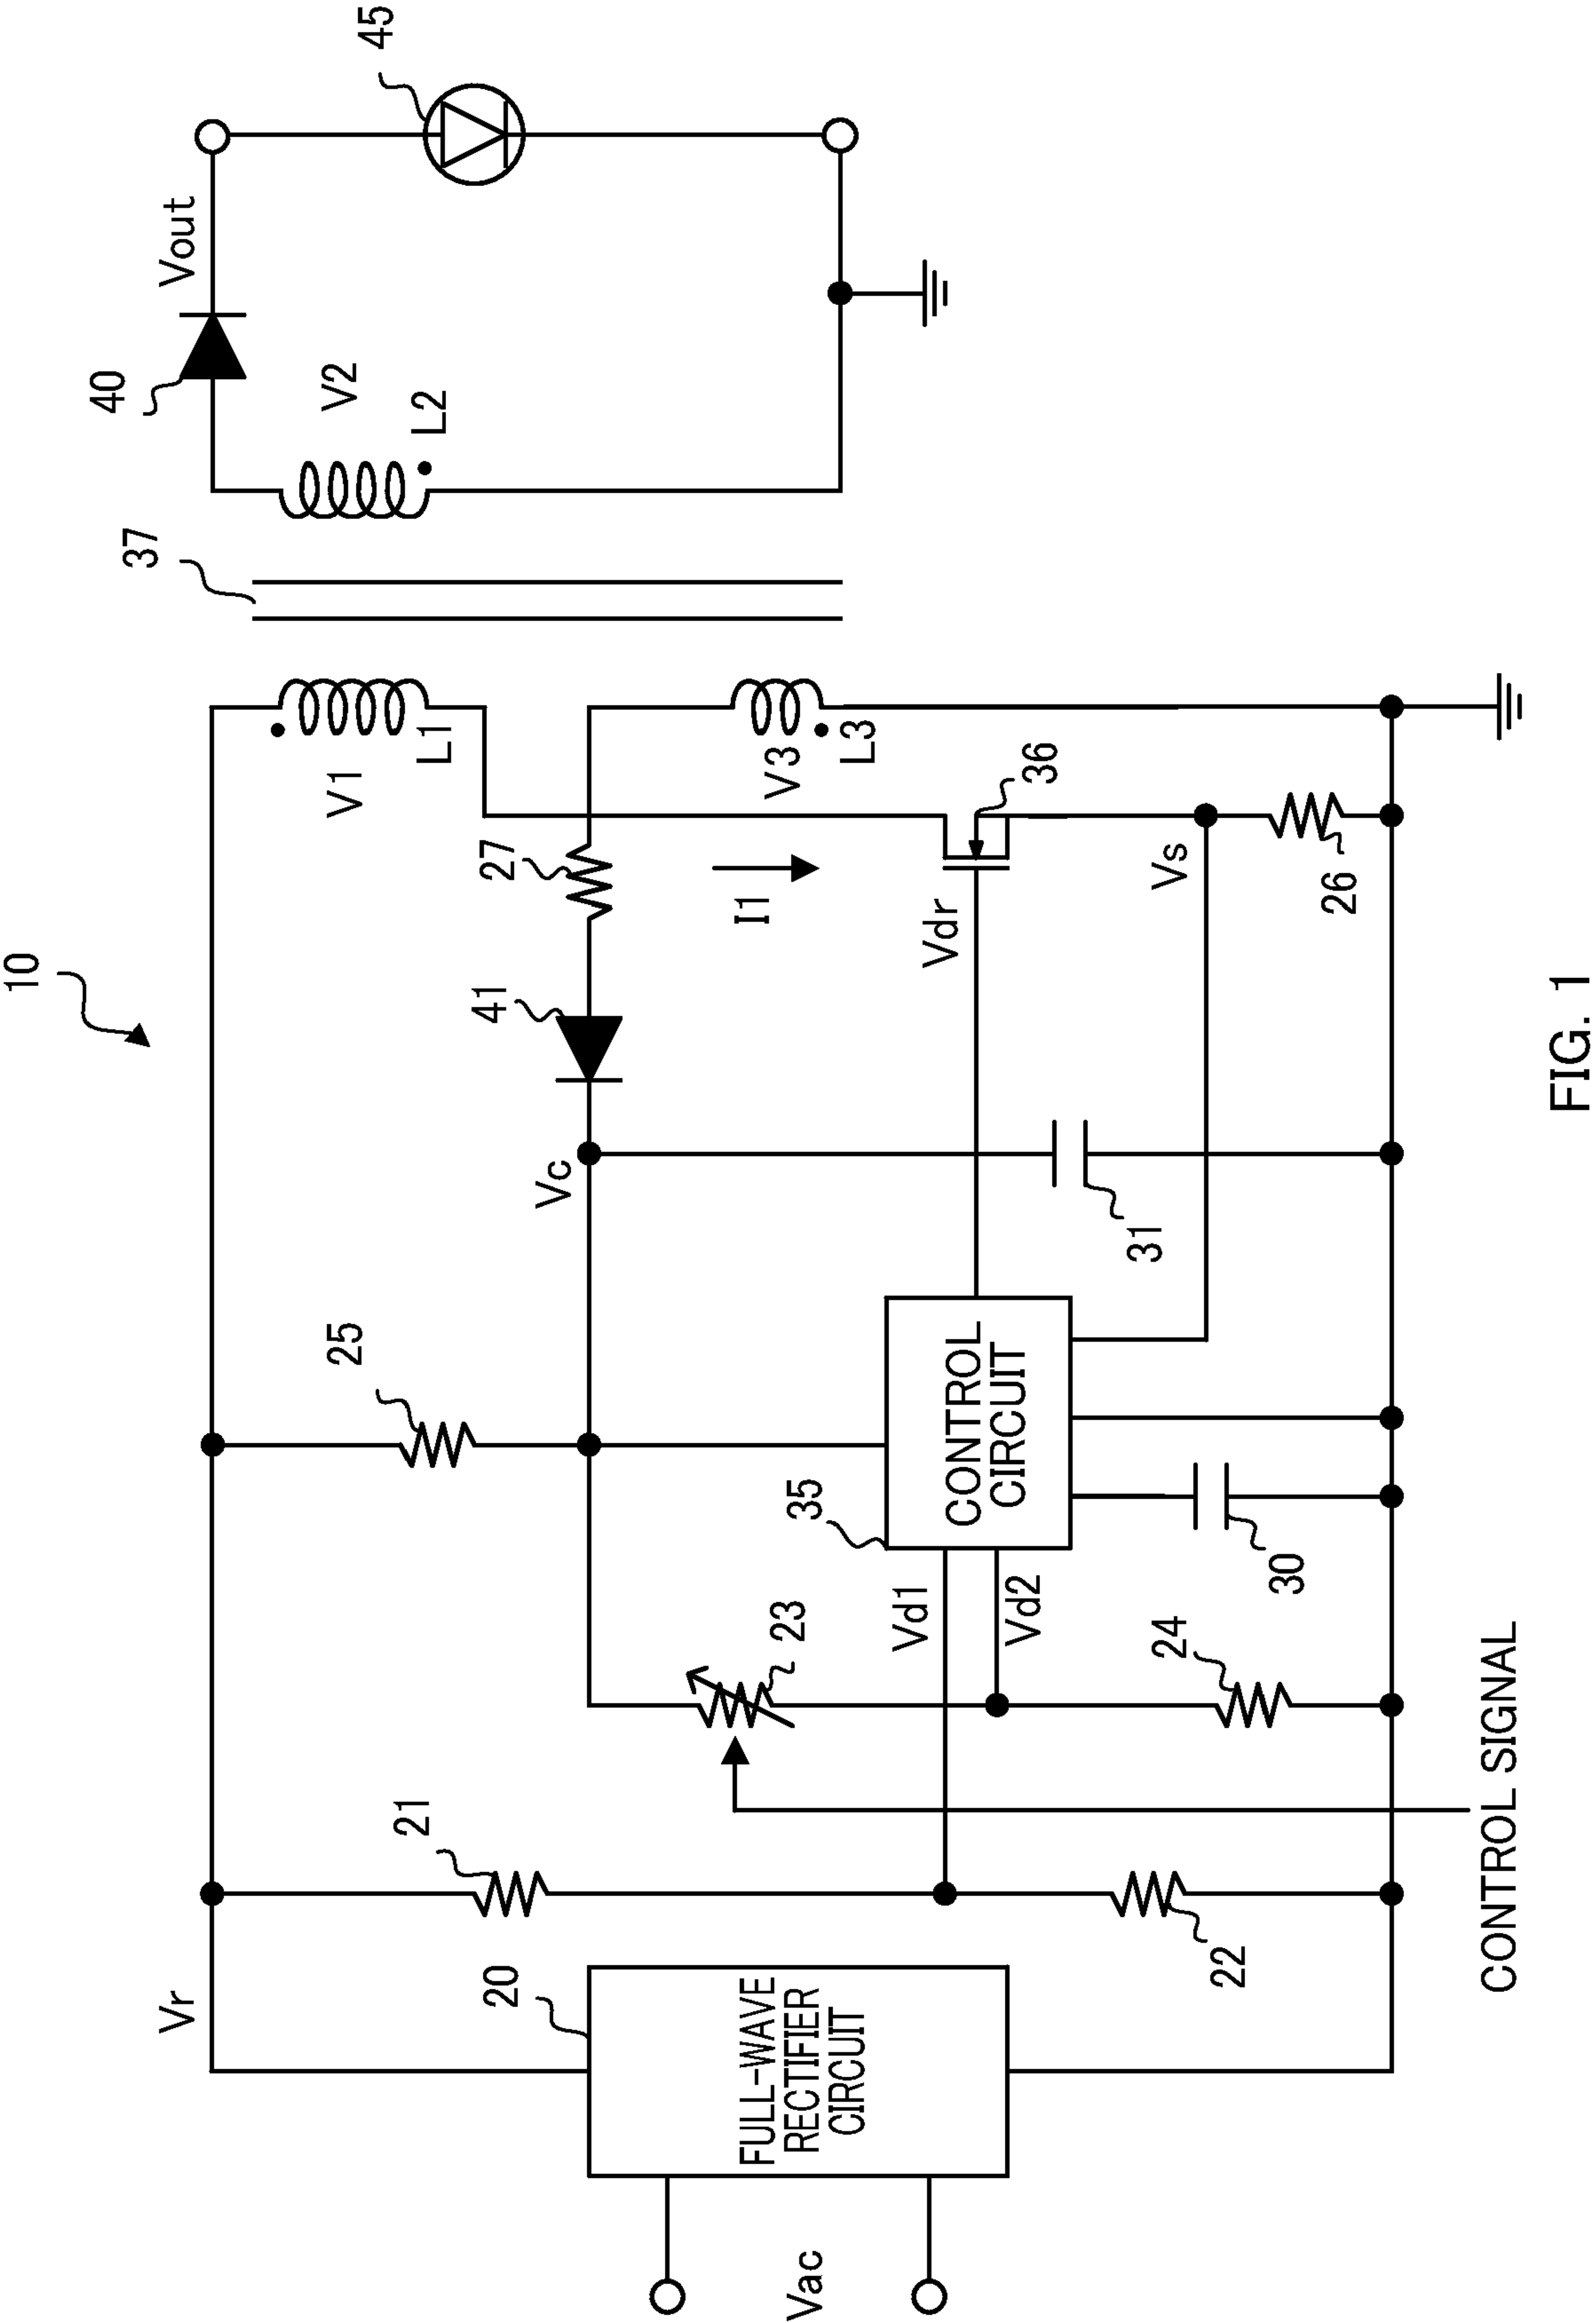 10
Vr
21
25
V1
L1
37
40
V2
L2
Vout
45
Vc
41
27
I1
V3
L3
20
FULL-WAVE
RECTIFIER
CIRCUIT
Vac
23
35
Vd1
Vd2
CONTROL
CIRCUIT
Vdr
36
31
Vs
22
24
30
26
CONTROL SIGNAL
FIG. 1